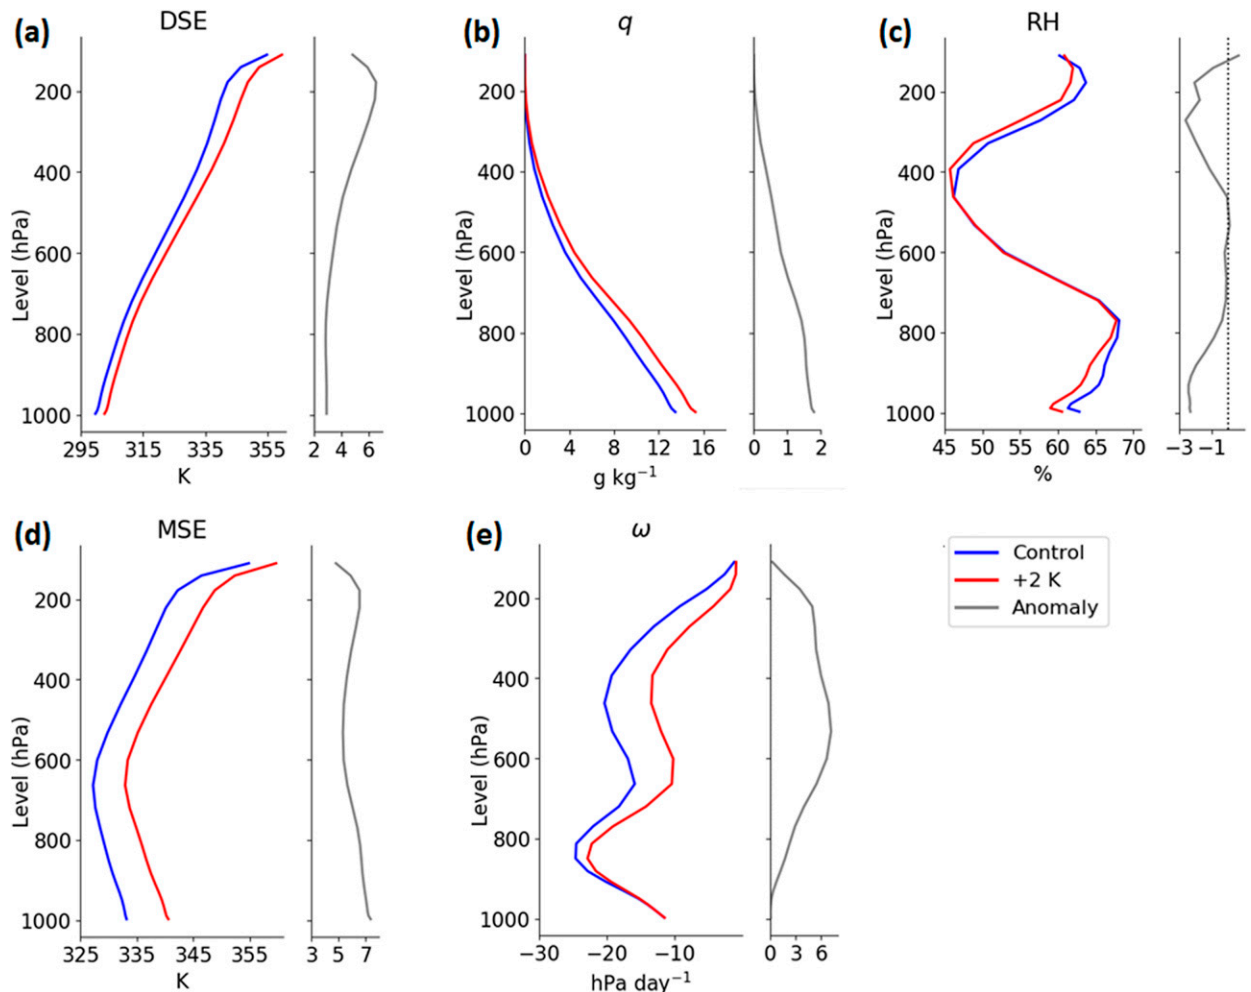 (a) DSE
Level (hPa)
200
400
600
800
1000
295 315 335 355
K
2 4 6
(b) q
Level (hPa)
200
400
600
800
1000
0 4 8 12 16
g kg⁻¹
0 1 2
(c) RH
Level (hPa)
200
400
600
800
1000
45 50 55 60 65 70
%
−3 −1
(d) MSE
Level (hPa)
200
400
600
800
1000
325 335 345 355
K
3 5 7
(e) ω
Level (hPa)
200
400
600
800
1000
−30 −20 −10
hPa day⁻¹
0 3 6
Control
+2 K
Anomaly